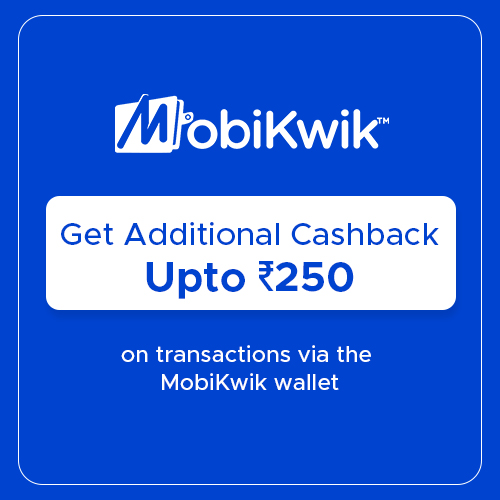 MobiKwik™
Get Additional Cashback
Upto ₹250
on transactions via the
MobiKwik wallet